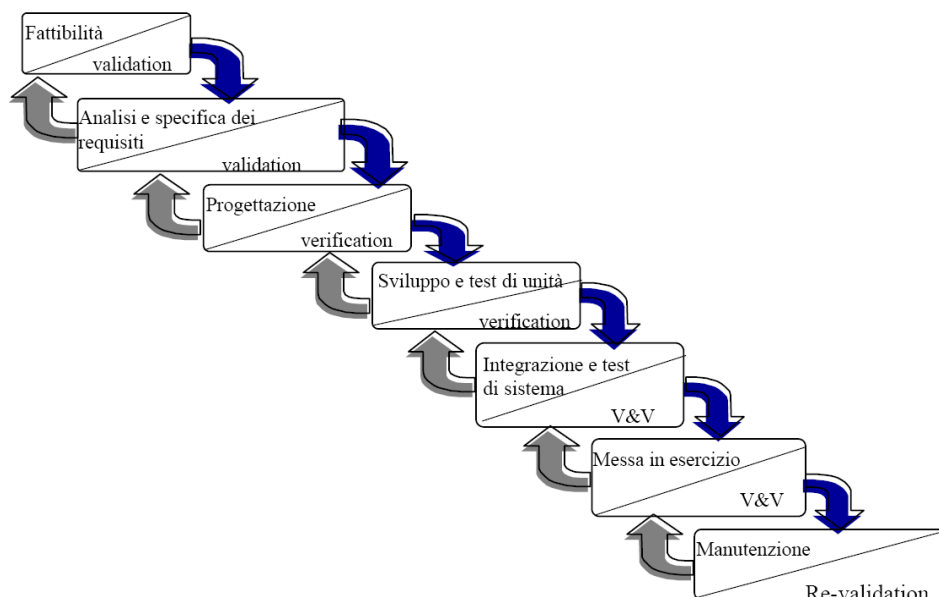 Fattibilità
validation
Analisi e specifica dei
requisiti
validation
Progettazione
verification
Sviluppo e test di unità
verification
Integrazione e test
di sistema
V&V
Messa in esercizio
V&V
Manutenzione
Re-validation